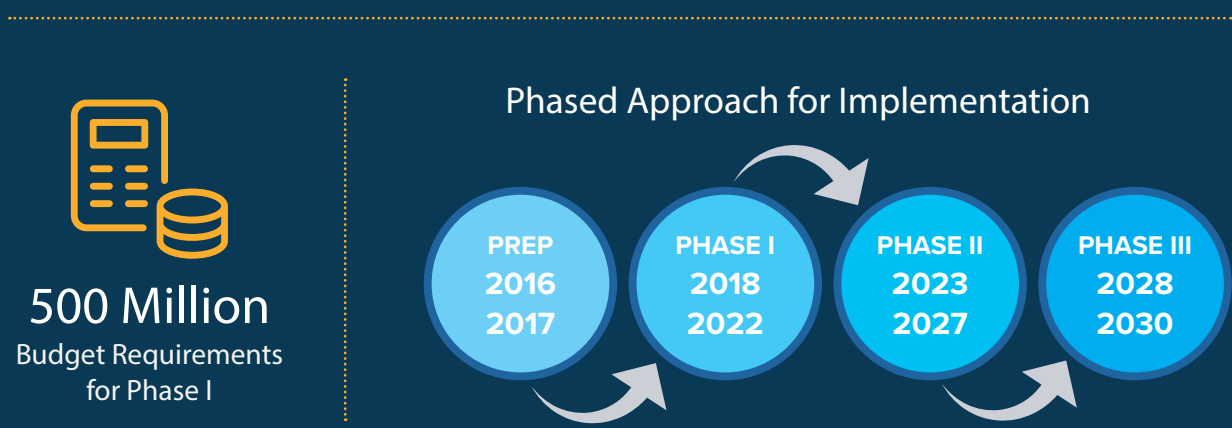 500 Million
Budget Requirements
for Phase I
Phased Approach for Implementation
PREP
2016
2017
PHASE I
2018
2022
PHASE II
2023
2027
PHASE III
2028
2030